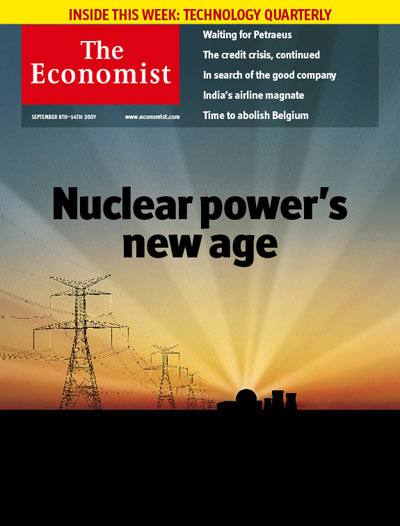 INSIDE THIS WEEK: TECHNOLOGY QUARTERLY
The
Economist
SEPTEMBER 8TH–14TH 2007
www.economist.com
Waiting for Petraeus
The credit crisis, continued
In search of the good company
India's airline magnate
Time to abolish Belgium
Nuclear power's
new age